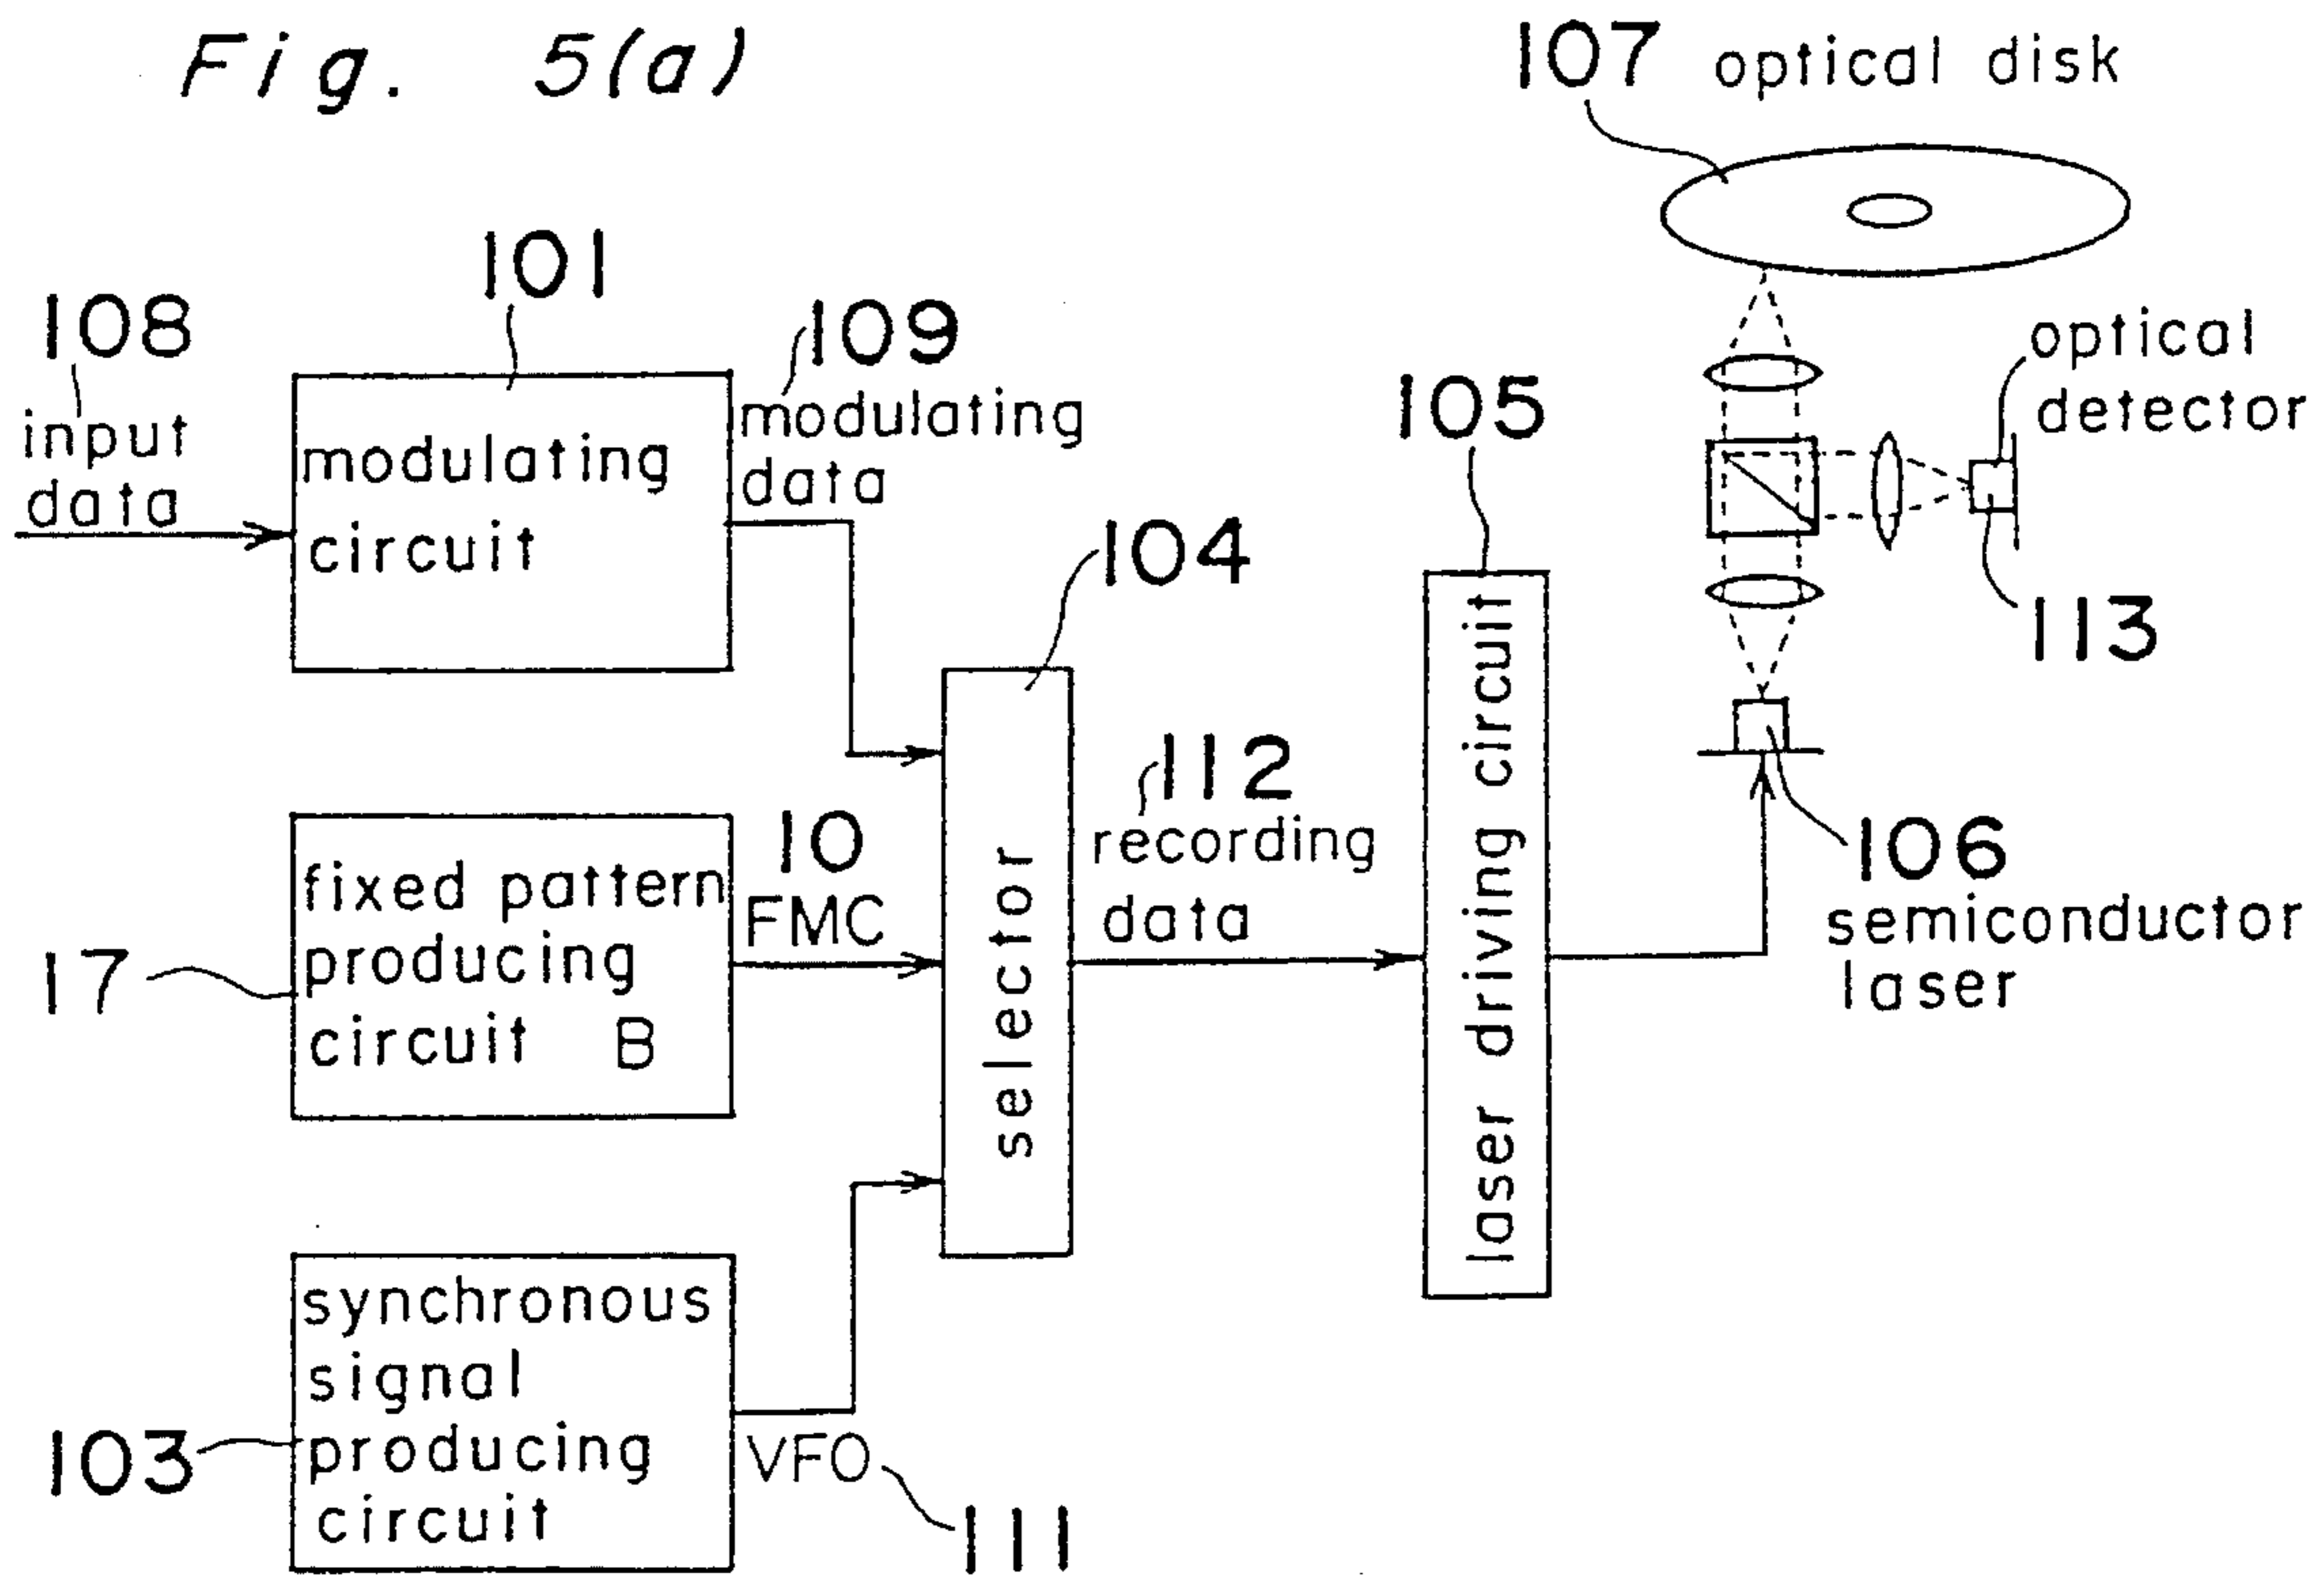 Fig. 5(a)
107 optical disk
101
108
input
data
modulating
circuit
109
modulating
data
104
105
optical
detector
113
17
fixed pattern
producing
circuit B
10
FMC
selector
112
recording
data
laser driving circuit
106
semiconductor
laser
103
synchronous
signal
producing
circuit
VFO
111